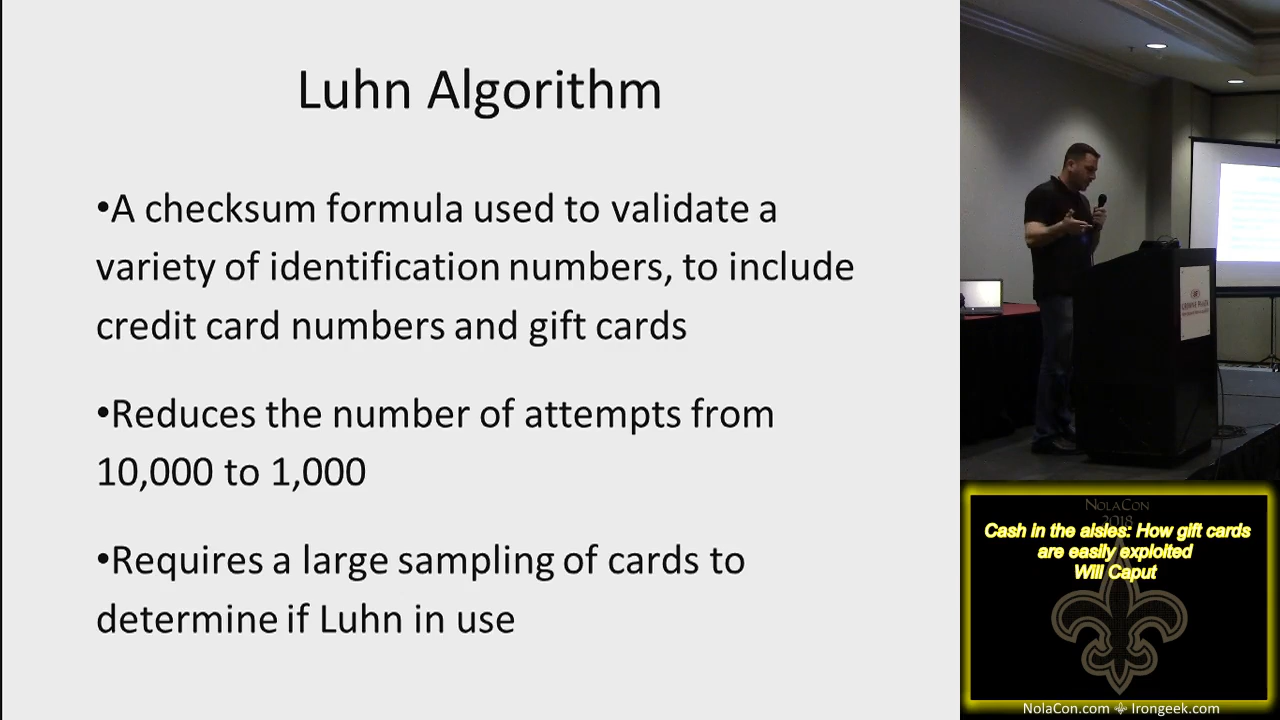 Luhn Algorithm
•A checksum formula used to validate a
variety of identification numbers, to include
credit card numbers and gift cards
•Reduces the number of attempts from
10,000 to 1,000
•Requires a large sampling of cards to
determine if Luhn in use
NolaCon
2018
Cash in the aisles: How gift cards
are easily exploited
Will Caput
NolaCon.com Irongeek.com